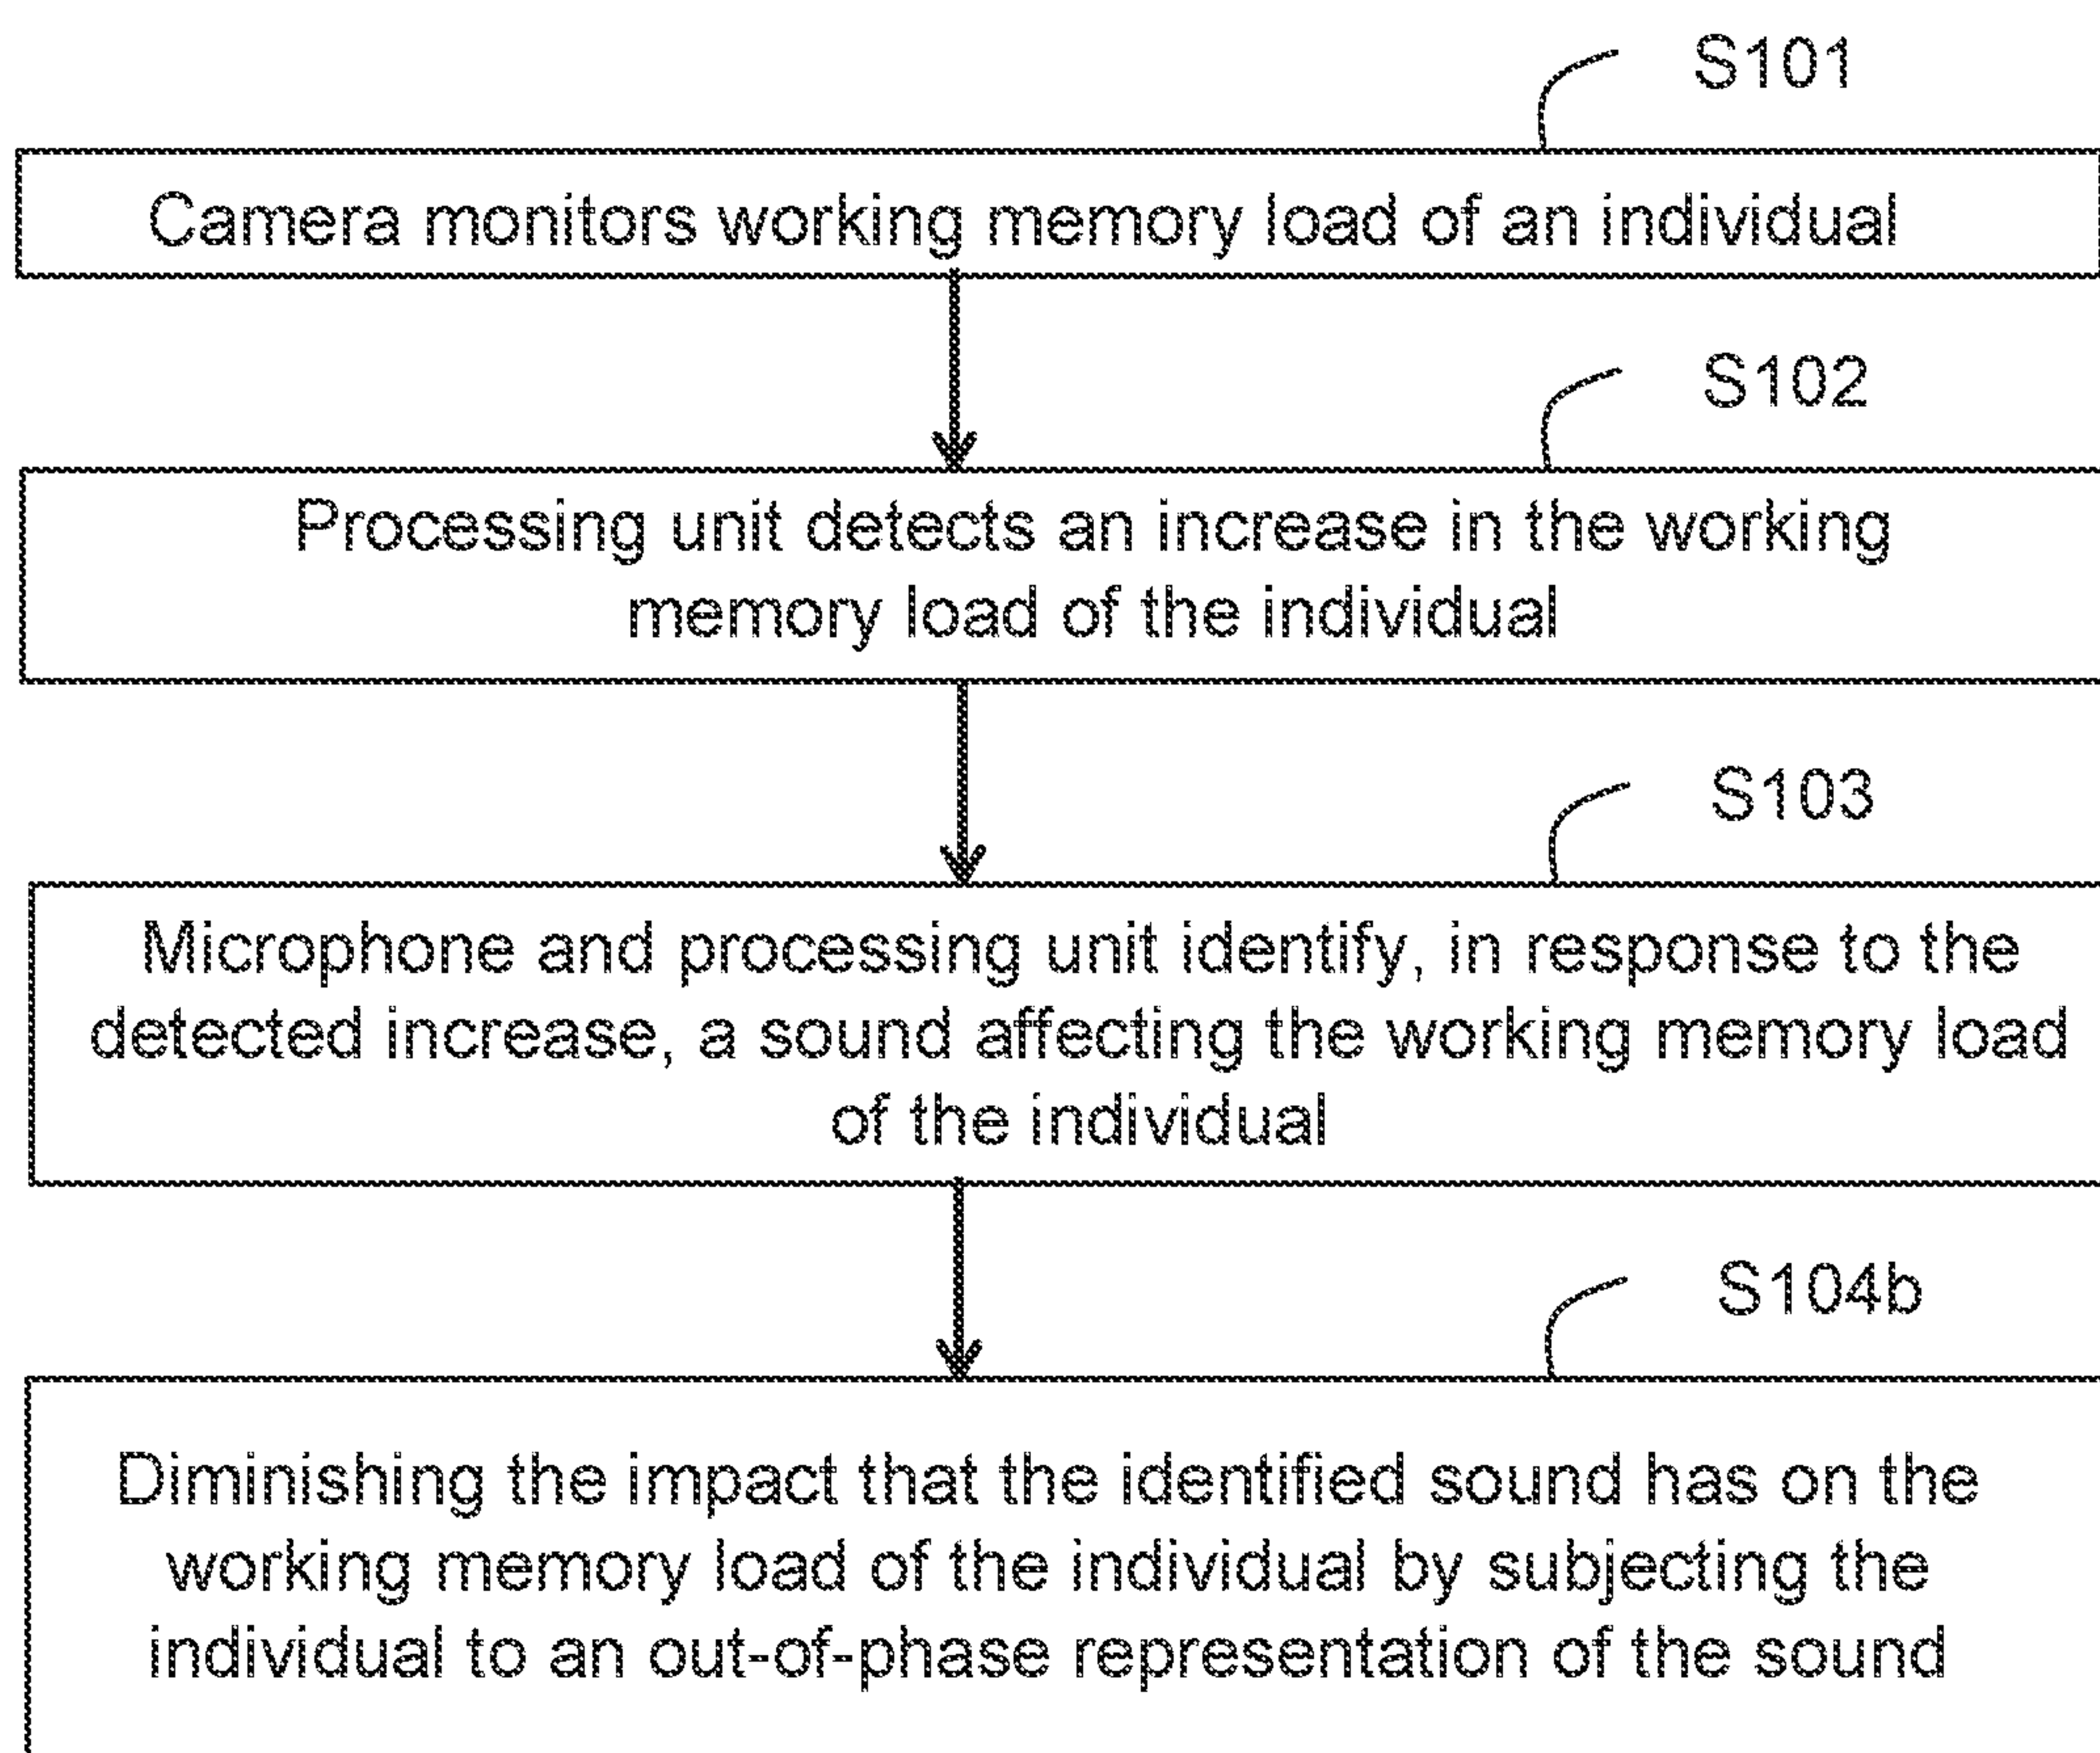 S101
Camera monitors working memory load of an individual
S102
Processing unit detects an increase in the working
memory load of the individual
S103
Microphone and processing unit identify, in response to the
detected increase, a sound affecting the working memory load
of the individual
S104b
Diminishing the impact that the identified sound has on the
working memory load of the individual by subjecting the
individual to an out-of-phase representation of the sound